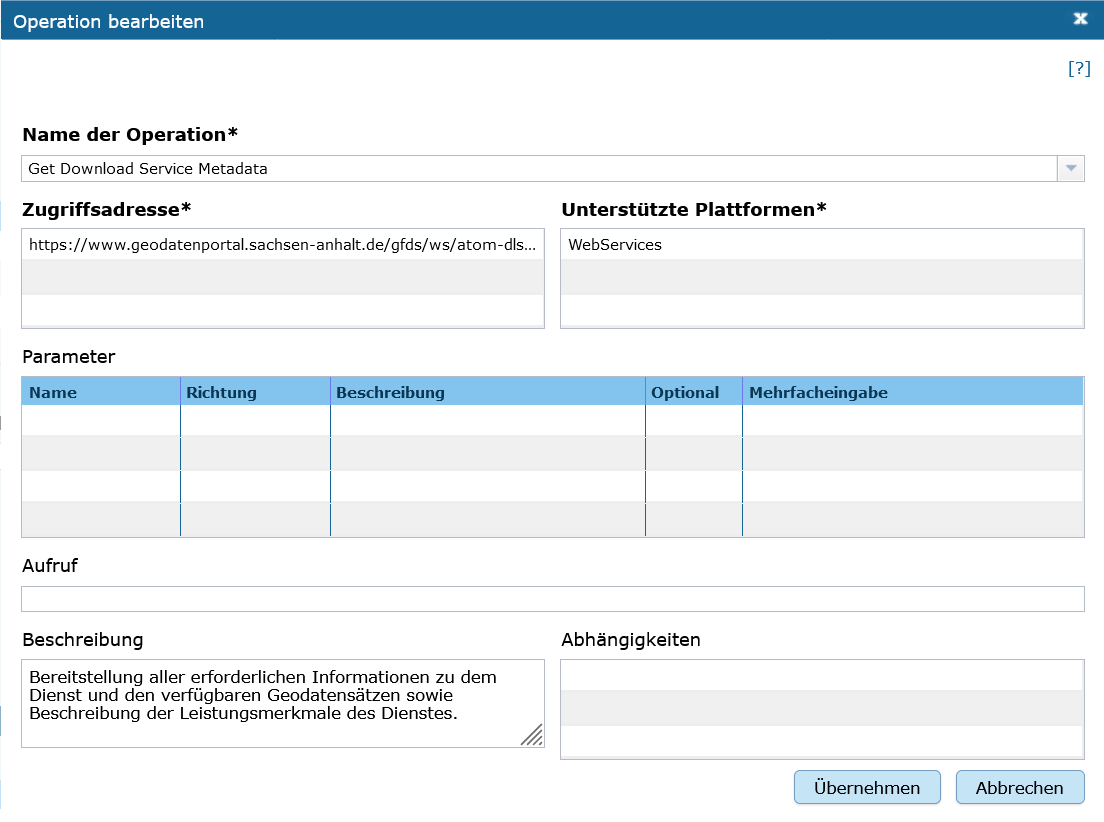 Operation bearbeiten
[?]
Name der Operation*
Get Download Service Metadata
Zugriffsadresse* Unterstützte Plattformen*
https://www.geodatenportal.sachsen-anhalt.de/gfds/ws/atom-dls... WebServices
Parameter
Name Richtung Beschreibung Optional Mehrfacheingabe
Aufruf
Beschreibung Abhängigkeiten
Bereitstellung aller erforderlichen Informationen zu dem
Dienst und den verfügbaren Geodatensätzen sowie
Beschreibung der Leistungsmerkmale des Dienstes.
Übernehmen Abbrechen